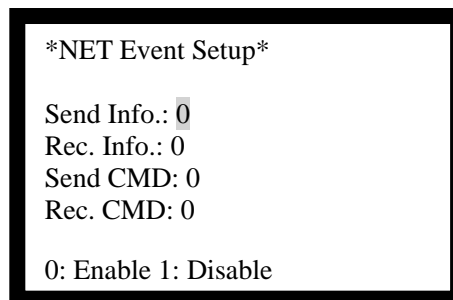 *NET Event Setup*
Send Info.: 0
Rec. Info.: 0
Send CMD: 0
Rec. CMD: 0
0: Enable 1: Disable